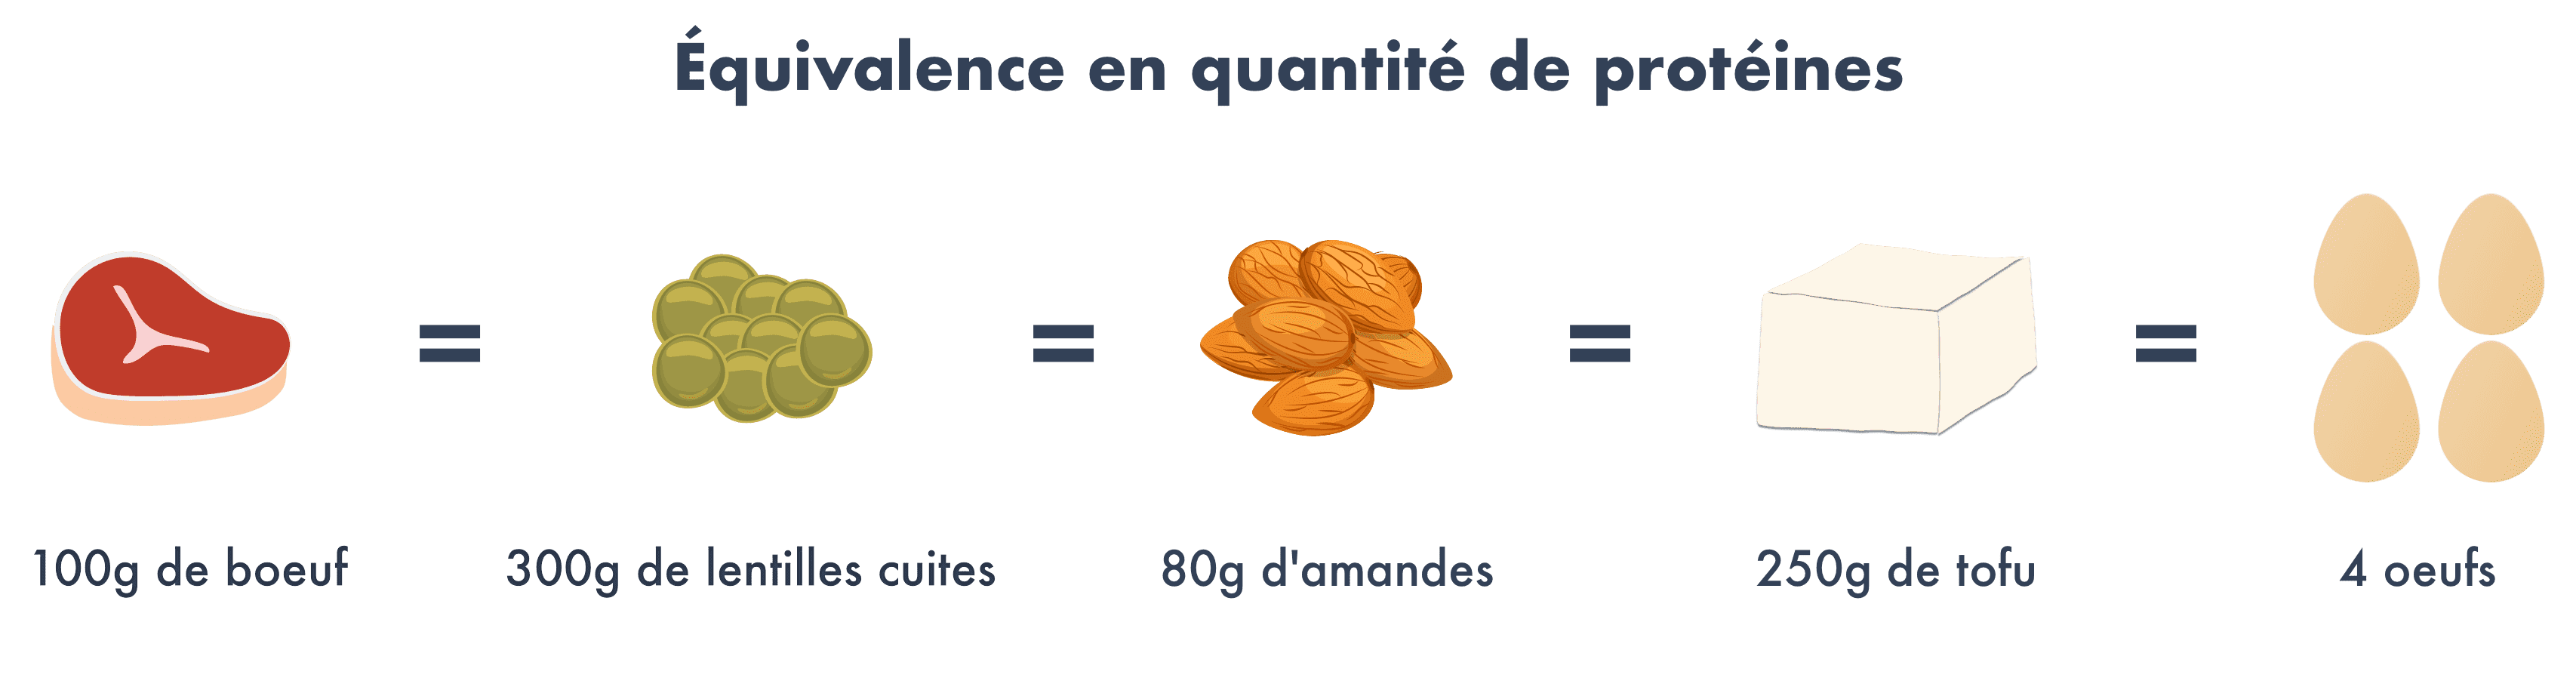 Équivalence en quantité de protéines
= = = =
100g de boeuf 300g de lentilles cuites 80g d'amandes 250g de tofu 4 oeufs